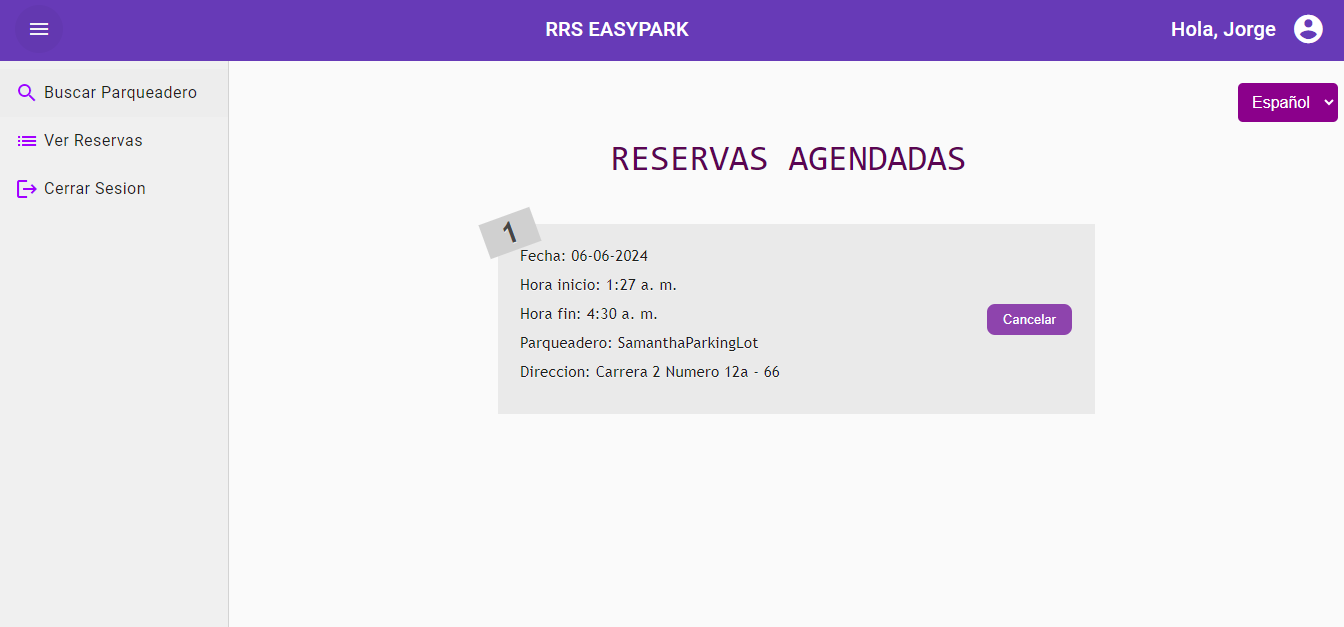 RRS EASYPARK
Hola, Jorge
Buscar Parqueadero
Ver Reservas
Cerrar Sesion
Español
RESERVAS AGENDADAS
1
Fecha: 06-06-2024
Hora inicio: 1:27 a. m.
Hora fin: 4:30 a. m.
Parqueadero: SamanthaParkingLot
Direccion: Carrera 2 Numero 12a - 66
Cancelar